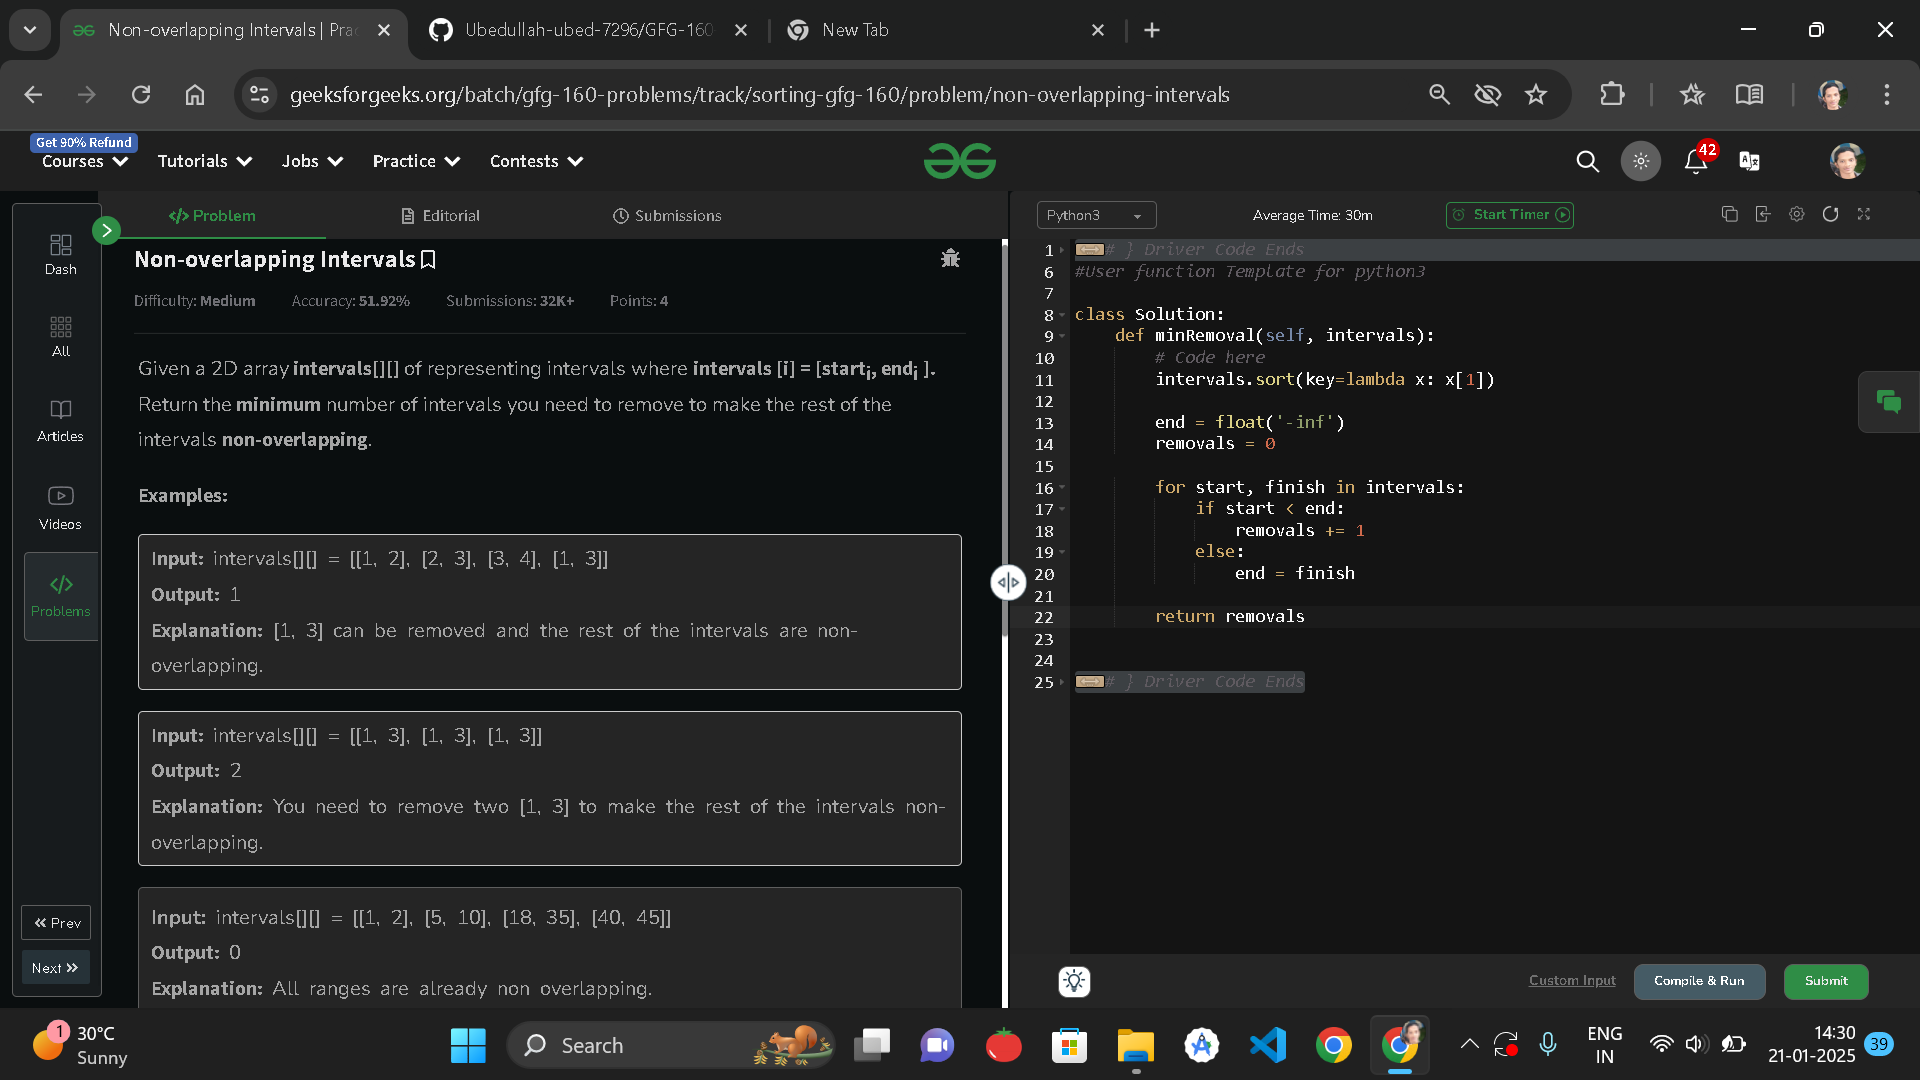 Non-overlapping Intervals | Prac
Ubedullah-ubed-7296/GFG-160
New Tab
geeksforgeeks.org/batch/gfg-160-problems/track/sorting-gfg-160/problem/non-overlapping-intervals
Get 90% Refund
Courses
Tutorials
Jobs
Practice
Contests
42
Dash
All
Articles
Videos
</>
Problems
Prev
Next
</> Problem
Editorial
Submissions
Non-overlapping Intervals
Difficulty: Medium Accuracy: 51.92% Submissions: 32K+ Points: 4
Given a 2D array intervals[][] of representing intervals where intervals [i] = [starti, endi ].
Return the minimum number of intervals you need to remove to make the rest of the
intervals non-overlapping.
Examples:
Input: intervals[][] = [[1, 2], [2, 3], [3, 4], [1, 3]]
Output: 1
Explanation: [1, 3] can be removed and the rest of the intervals are non-
overlapping.
Input: intervals[][] = [[1, 3], [1, 3], [1, 3]]
Output: 2
Explanation: You need to remove two [1, 3] to make the rest of the intervals non-
overlapping.
Input: intervals[][] = [[1, 2], [5, 10], [18, 35], [40, 45]]
Output: 0
Explanation: All ranges are already non overlapping.
Python3
Average Time: 30m
Start Timer
1 # } Driver Code Ends
6 #User function Template for python3
7
8 class Solution:
9 def minRemoval(self, intervals):
10 # Code here
11 intervals.sort(key=lambda x: x[1])
12
13 end = float('-inf')
14 removals = 0
15
16 for start, finish in intervals:
17 if start < end:
18 removals += 1
19 else:
20 end = finish
21
22 return removals
23
24
25 # } Driver Code Ends
Custom Input
Compile & Run
Submit
1
30°C
Sunny
Search
ENG
IN
14:30
21-01-2025
39